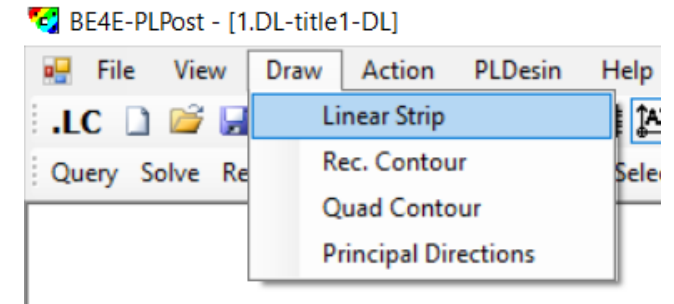 BE4E-PLPost - [1.DL-title1-DL]
File View Draw Action PLDesin Help
.LC
Linear Strip
Query Solve
Rec. Contour
Quad Contour
Principal Directions